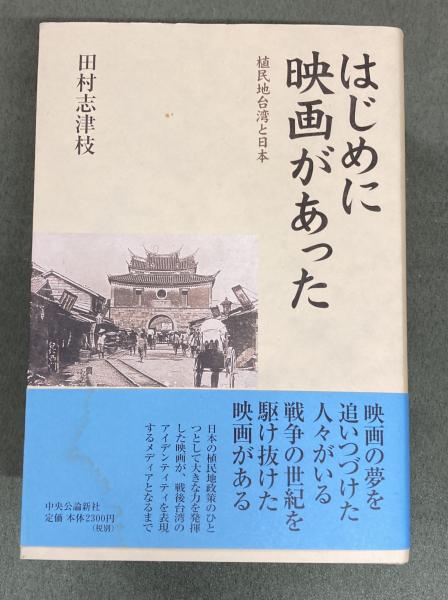 はじめに
映画があった
植民地台湾と日本
田村志津枝
映画の夢を
追いつづけた
人々がいる
戦争の世紀を
駆け抜けた
映画がある
日本の植民地政策のひと
つとして大きな力を発揮
した映画が、戦後台湾の
アイデンティティを表現
するメディアとなるまで
中央公論新社
定価 本体2300円
(税別)